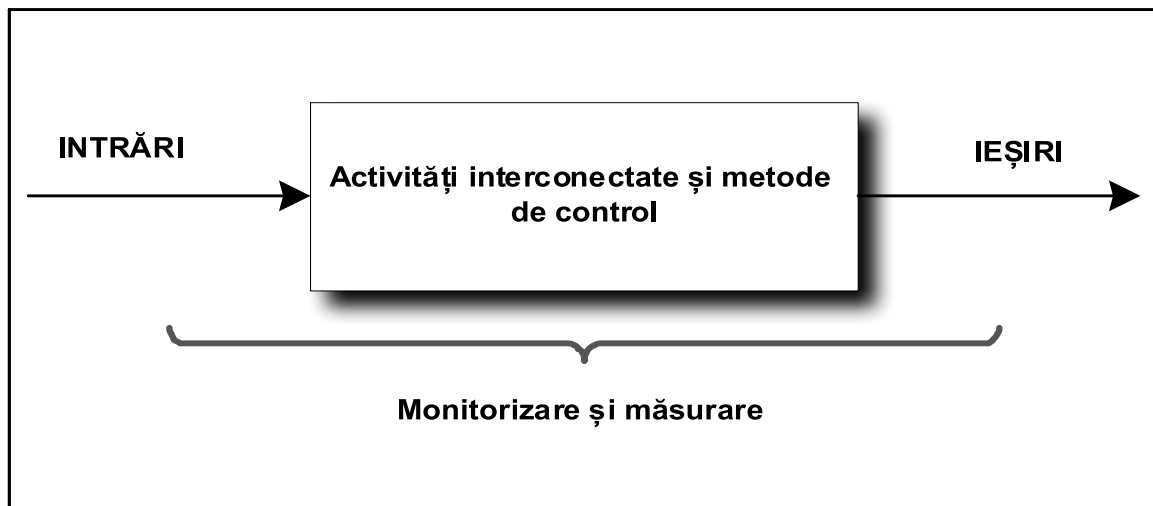 INTRĂRI
Activități interconectate și metode
de control
IEȘIRI
Monitorizare și măsurare